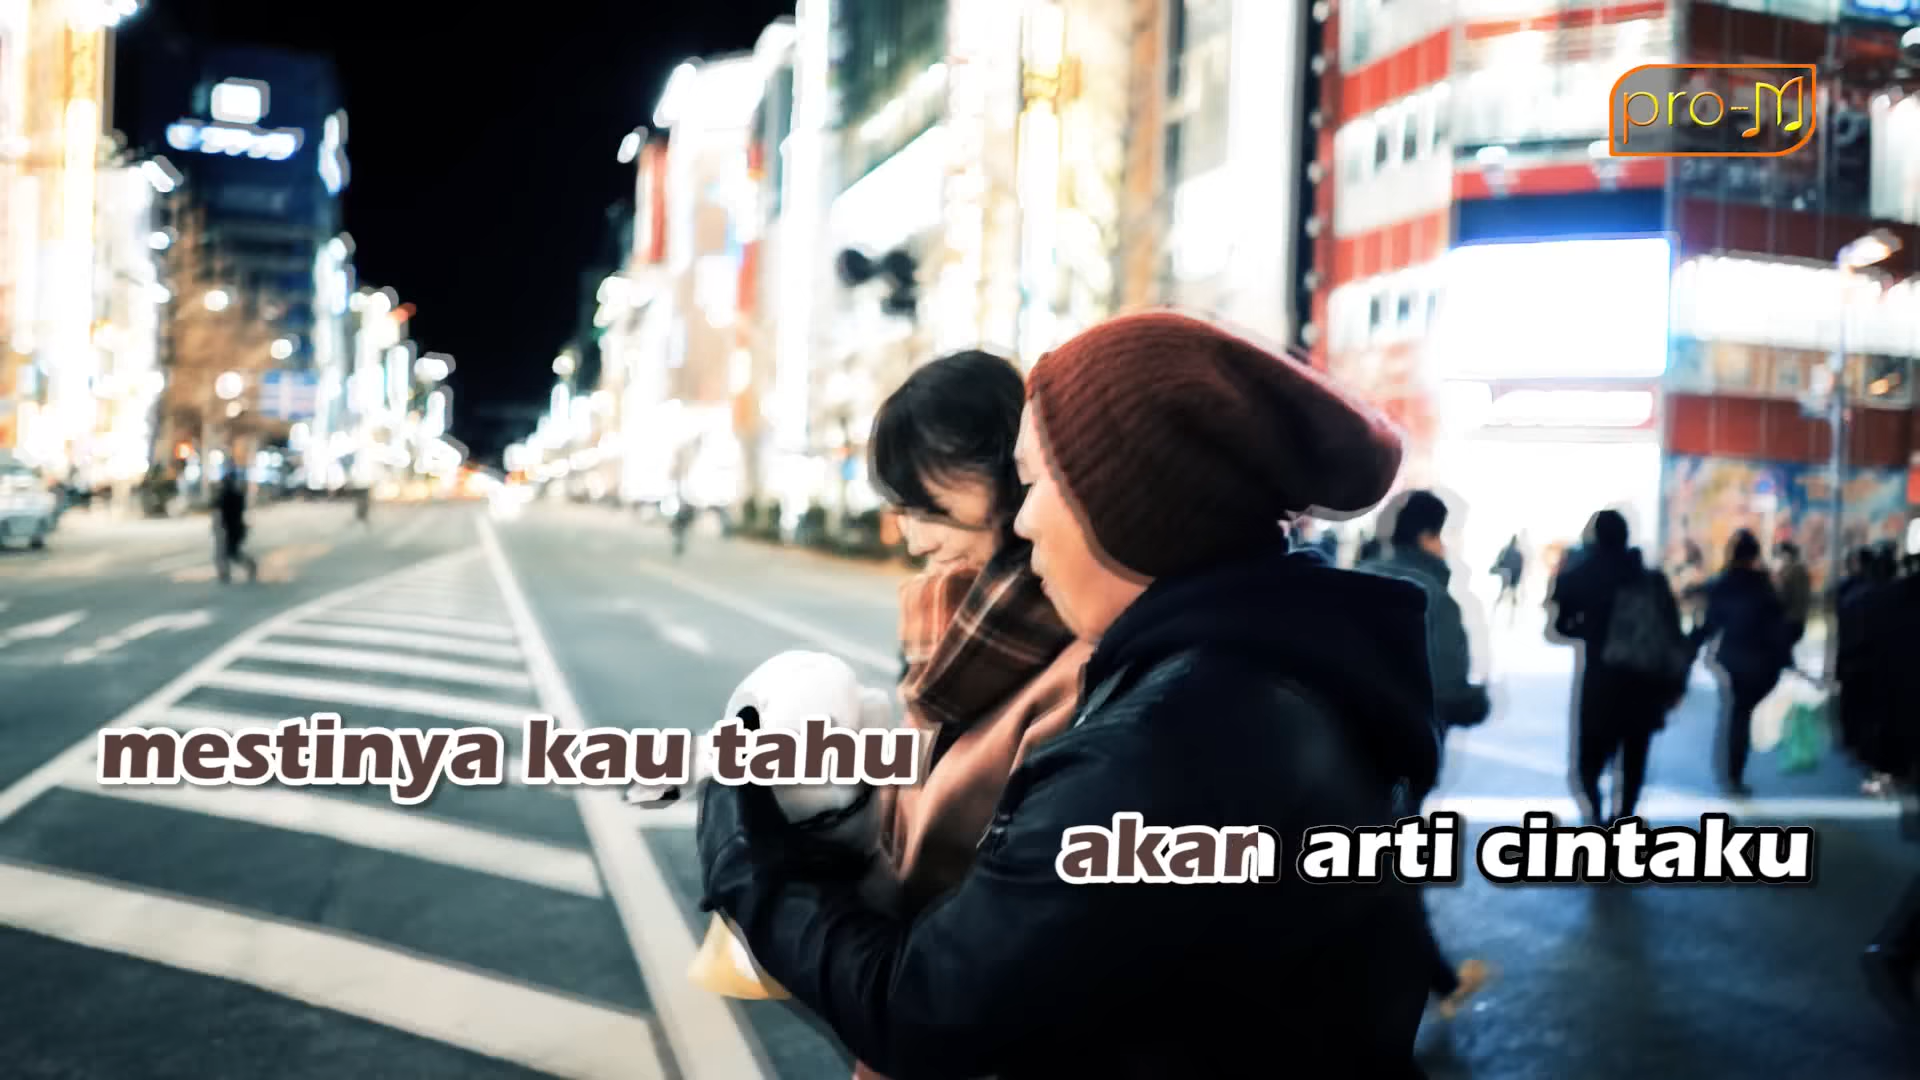 pro-M
mestinya kau tahu
akan arti cintaku